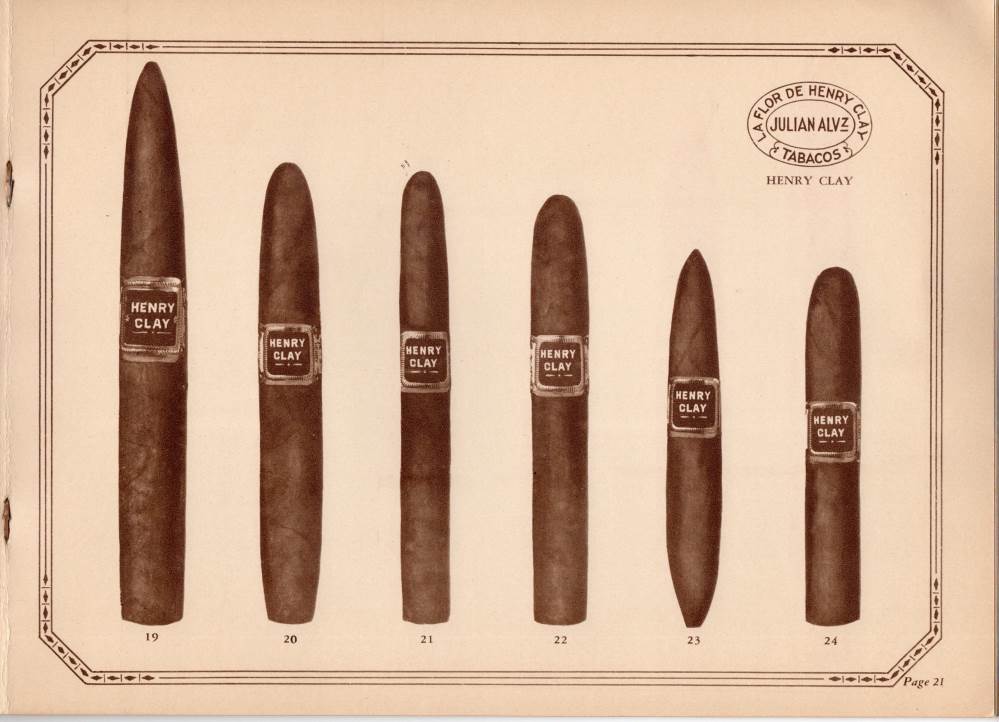 LA FLOR DE HENRY CLAY
JULIAN ALVZ
TABACOS
HENRY CLAY
HENRY
CLAY
HENRY
CLAY
HENRY
CLAY
HENRY
CLAY
HENRY
CLAY
HENRY
CLAY
19
20
21
22
23
24
Page 21